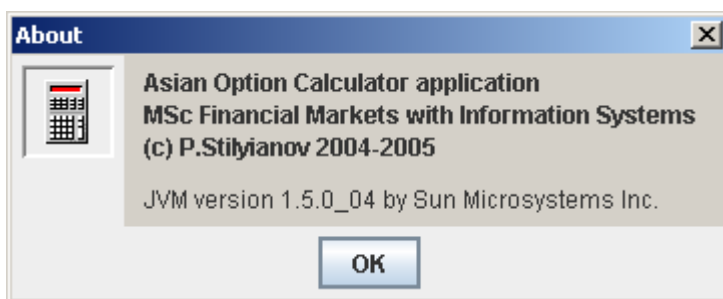 About
Asian Option Calculator application
MSc Financial Markets with Information Systems
(c) P.Stilyianov 2004-2005
JVM version 1.5.0_04 by Sun Microsystems Inc.
OK